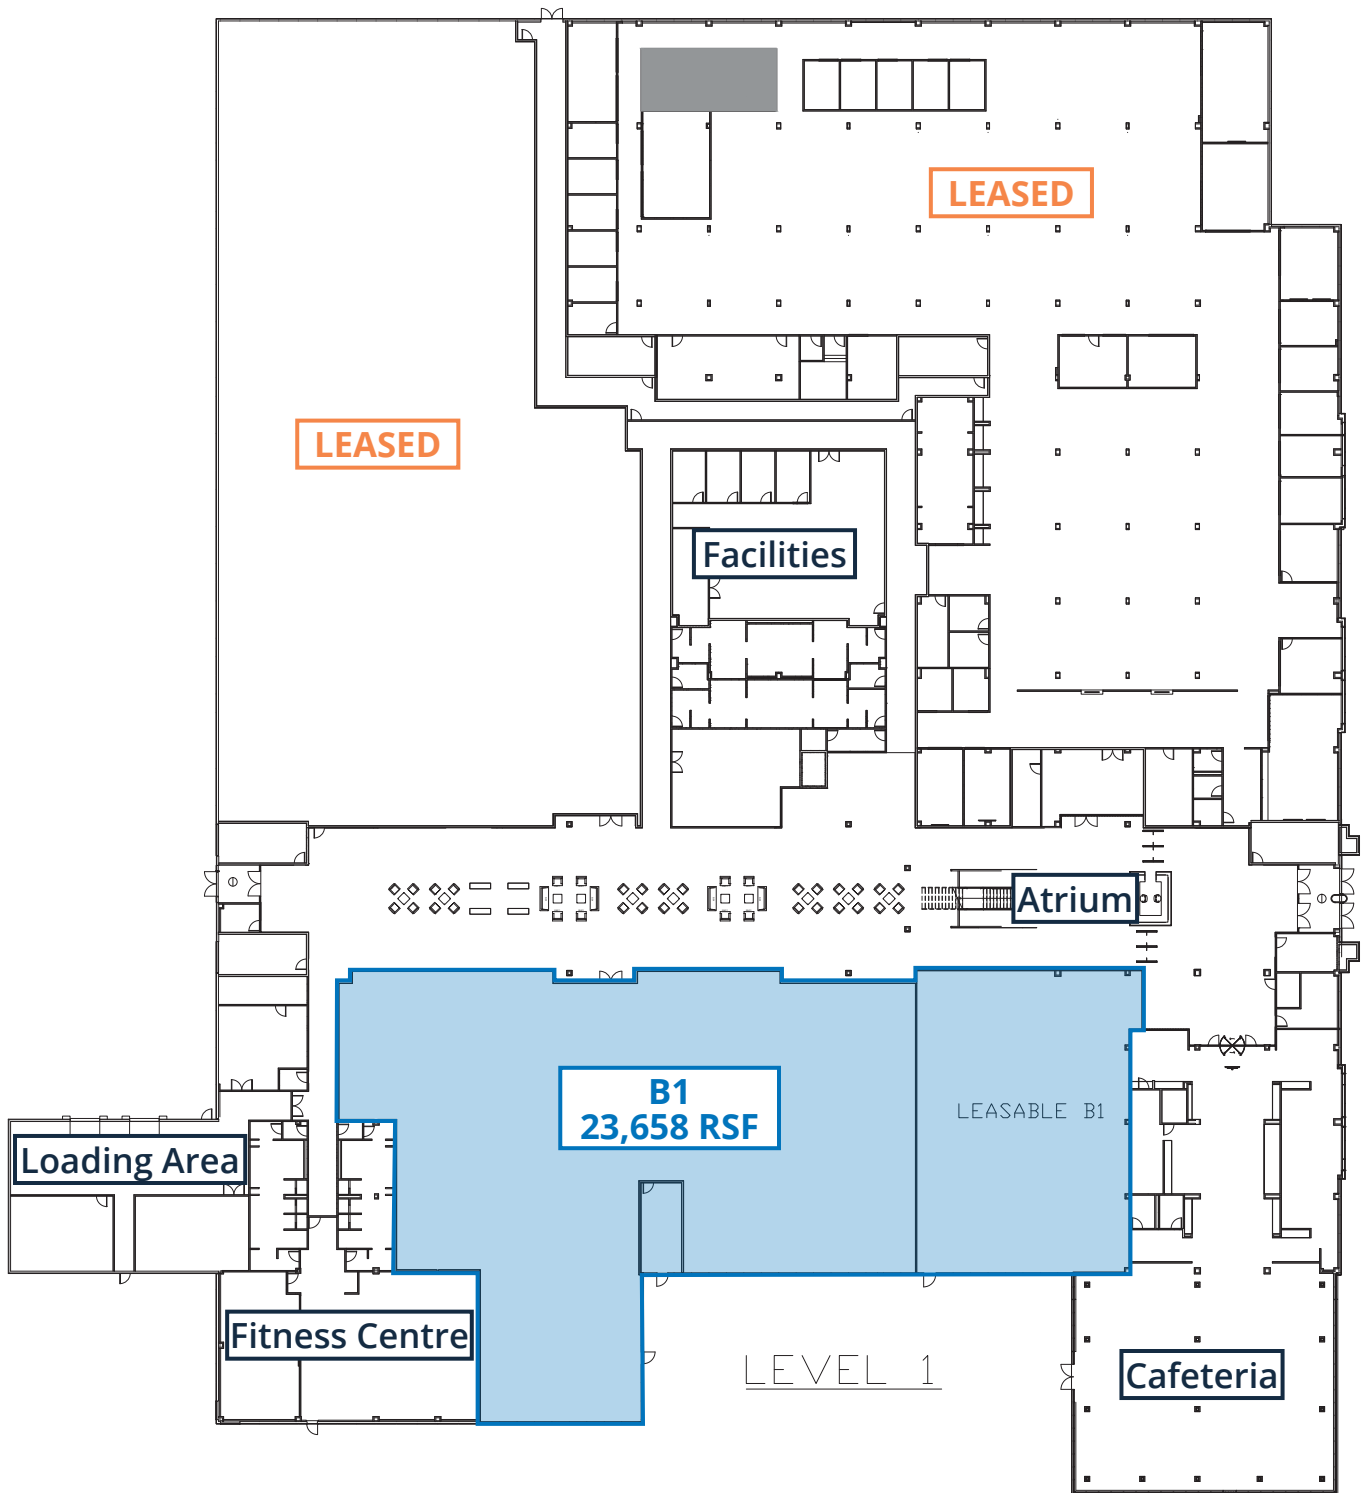 LEASED
LEASED
Facilities
Atrium
B1
23,658 RSF
LEASABLE B1
Loading Area
Fitness Centre
LEVEL 1
Cafeteria